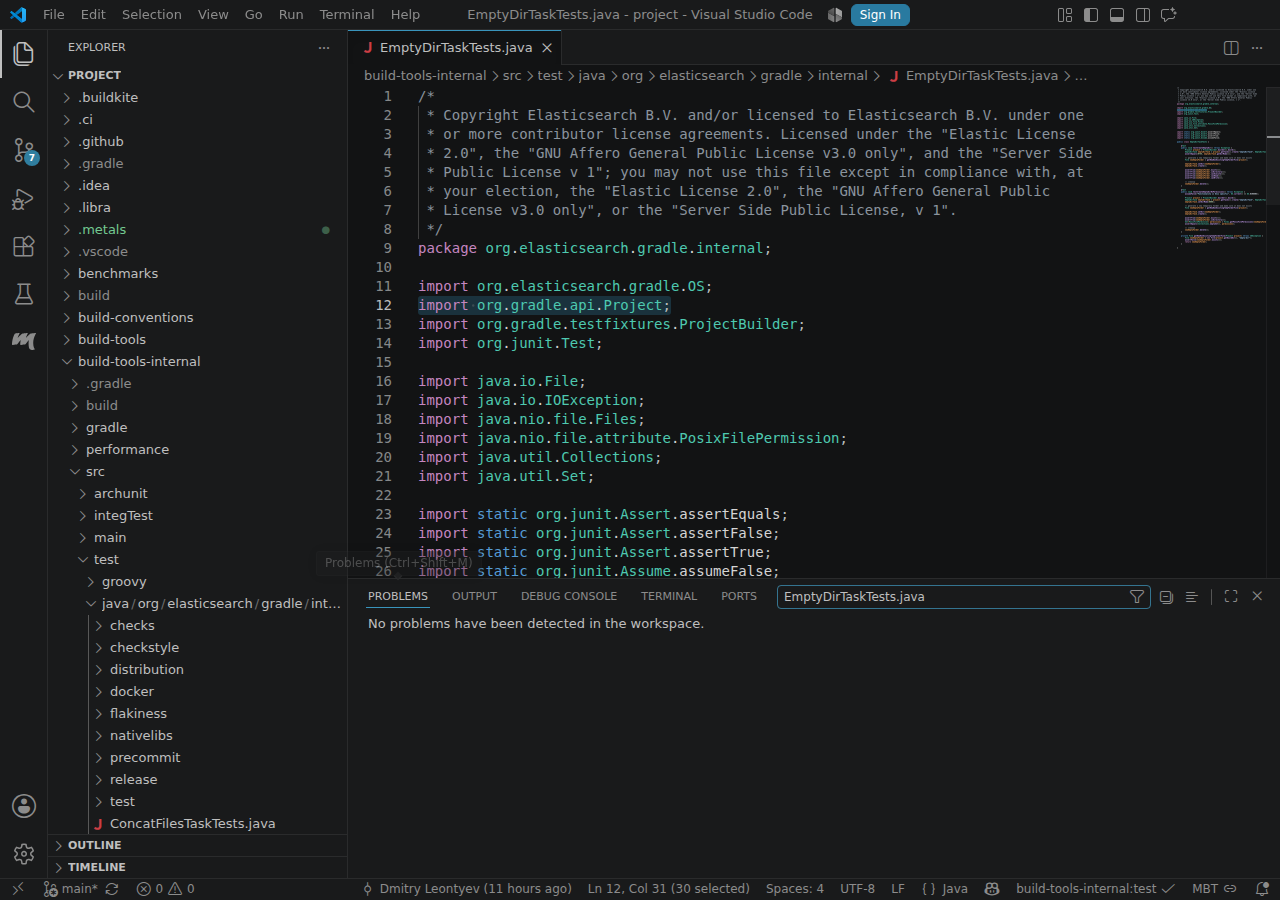 File Edit Selection View Go Run Terminal Help
EmptyDirTaskTests.java - project - Visual Studio Code
Sign In
EXPLORER
PROJECT
.buildkite
.ci
.github
.gradle
.idea
.libra
.metals
.vscode
benchmarks
build
build-conventions
build-tools
build-tools-internal
.gradle
build
gradle
performance
src
archunit
integTest
main
test
groovy
java/org/elasticsearch/gradle/int...
checks
checkstyle
distribution
docker
flakiness
nativelibs
precommit
release
test
ConcatFilesTaskTests.java
OUTLINE
TIMELINE
7
EmptyDirTaskTests.java
build-tools-internal > src > test > java > org > elasticsearch > gradle > internal > EmptyDirTaskTests.java > ...
1 /*
2  * Copyright Elasticsearch B.V. and/or licensed to Elasticsearch B.V. under one
3  * or more contributor license agreements. Licensed under the "Elastic License
4  * 2.0", the "GNU Affero General Public License v3.0 only", and the "Server Side
5  * Public License v 1"; you may not use this file except in compliance with, at
6  * your election, the "Elastic License 2.0", the "GNU Affero General Public
7  * License v3.0 only", or the "Server Side Public License, v 1".
8  */
9 package org.elasticsearch.gradle.internal;
10
11 import org.elasticsearch.gradle.OS;
12 import org.gradle.api.Project;
13 import org.gradle.testfixtures.ProjectBuilder;
14 import org.junit.Test;
15
16 import java.io.File;
17 import java.io.IOException;
18 import java.nio.file.Files;
19 import java.nio.file.attribute.PosixFilePermission;
20 import java.util.Collections;
21 import java.util.Set;
22
23 import static org.junit.Assert.assertEquals;
24 import static org.junit.Assert.assertFalse;
25 import static org.junit.Assert.assertTrue;
26 import static org.junit.Assume.assumeFalse;
Problems (Ctrl+Shift+M)
PROBLEMS OUTPUT DEBUG CONSOLE TERMINAL PORTS
EmptyDirTaskTests.java
No problems have been detected in the workspace.
main* 0 0
Dmitry Leontyev (11 hours ago) Ln 12, Col 31 (30 selected) Spaces: 4 UTF-8 LF { } Java build-tools-internal:test MBT